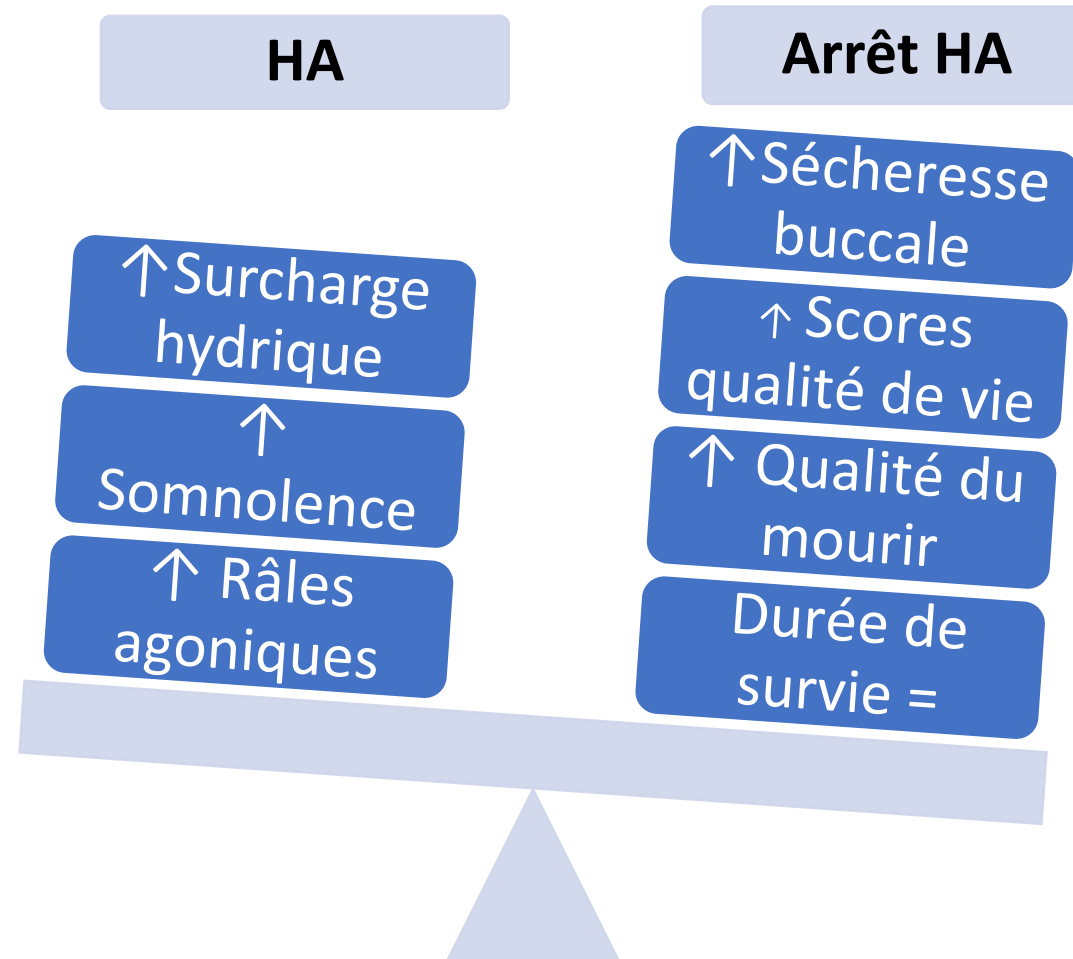 HA
↑Surcharge
hydrique
↑
Somnolence
↑ Râles
agoniques
Arrêt HA
↑Sécheresse
buccale
↑ Scores
qualité de vie
↑ Qualité du
mourir
Durée de
survie =